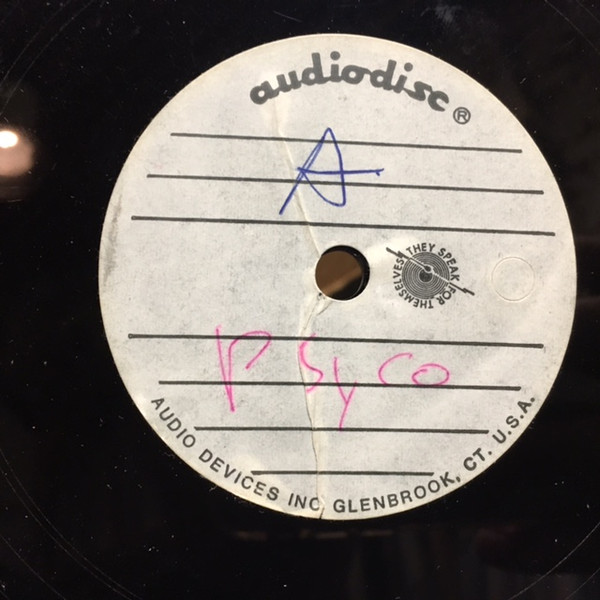 audiodisc®
A
THEY SPEAK FOR THEMSELVES
Psyco
AUDIO DEVICES INC. GLENBROOK, CT. U.S.A.